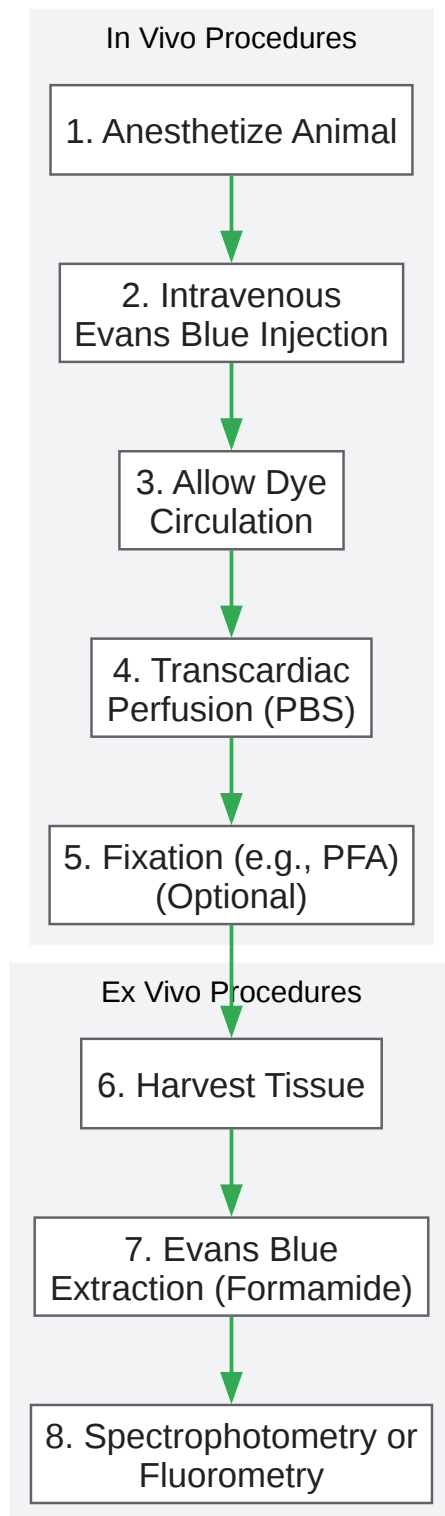 In Vivo Procedures
1. Anesthetize Animal
2. Intravenous
Evans Blue Injection
3. Allow Dye
Circulation
4. Transcardiac
Perfusion (PBS)
5. Fixation (e.g., PFA)
(Optional)
Ex Vivo Procedures
6. Harvest Tissue
7. Evans Blue
Extraction (Formamide)
8. Spectrophotometry or
Fluorometry